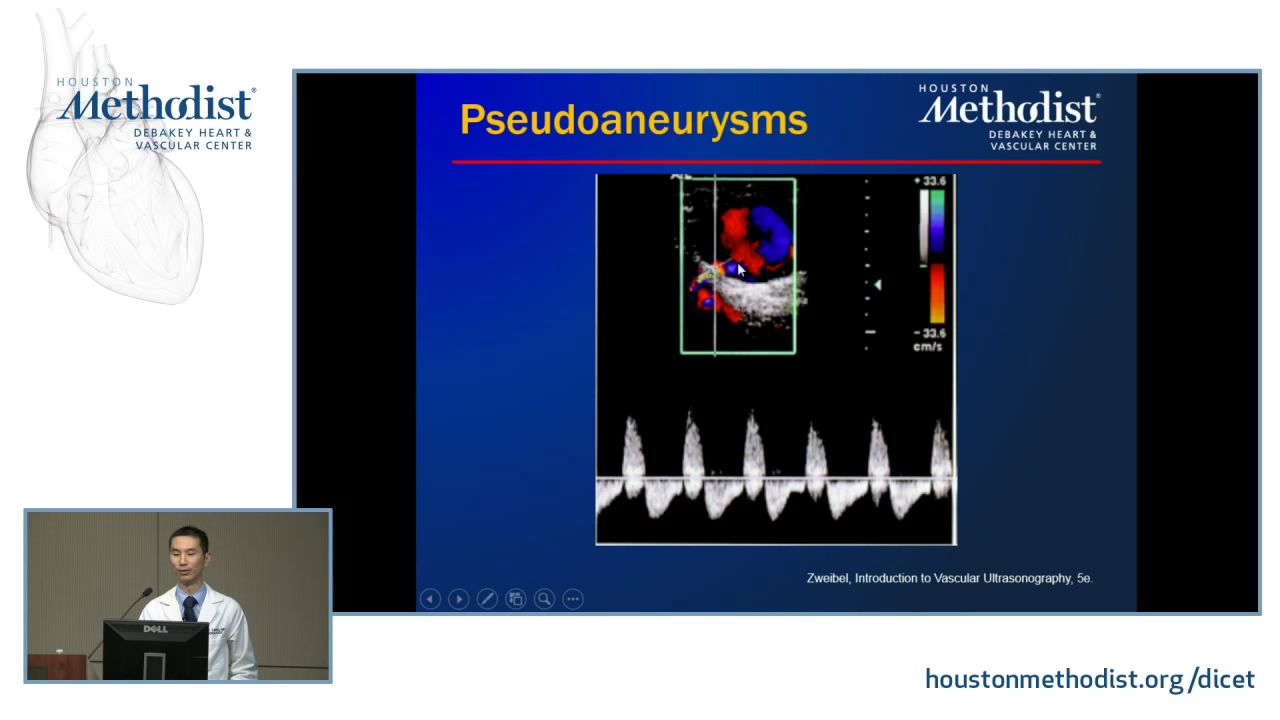 HOUSTON
Methodist®
DEBAKEY HEART &
VASCULAR CENTER
Pseudoaneurysms
HOUSTON
Methodist®
DEBAKEY HEART &
VASCULAR CENTER
+ 33.6
- 33.6
cm/s
Zweibel, Introduction to Vascular Ultrasonography, 5e.
DELL
houstonmethodist.org/dicet